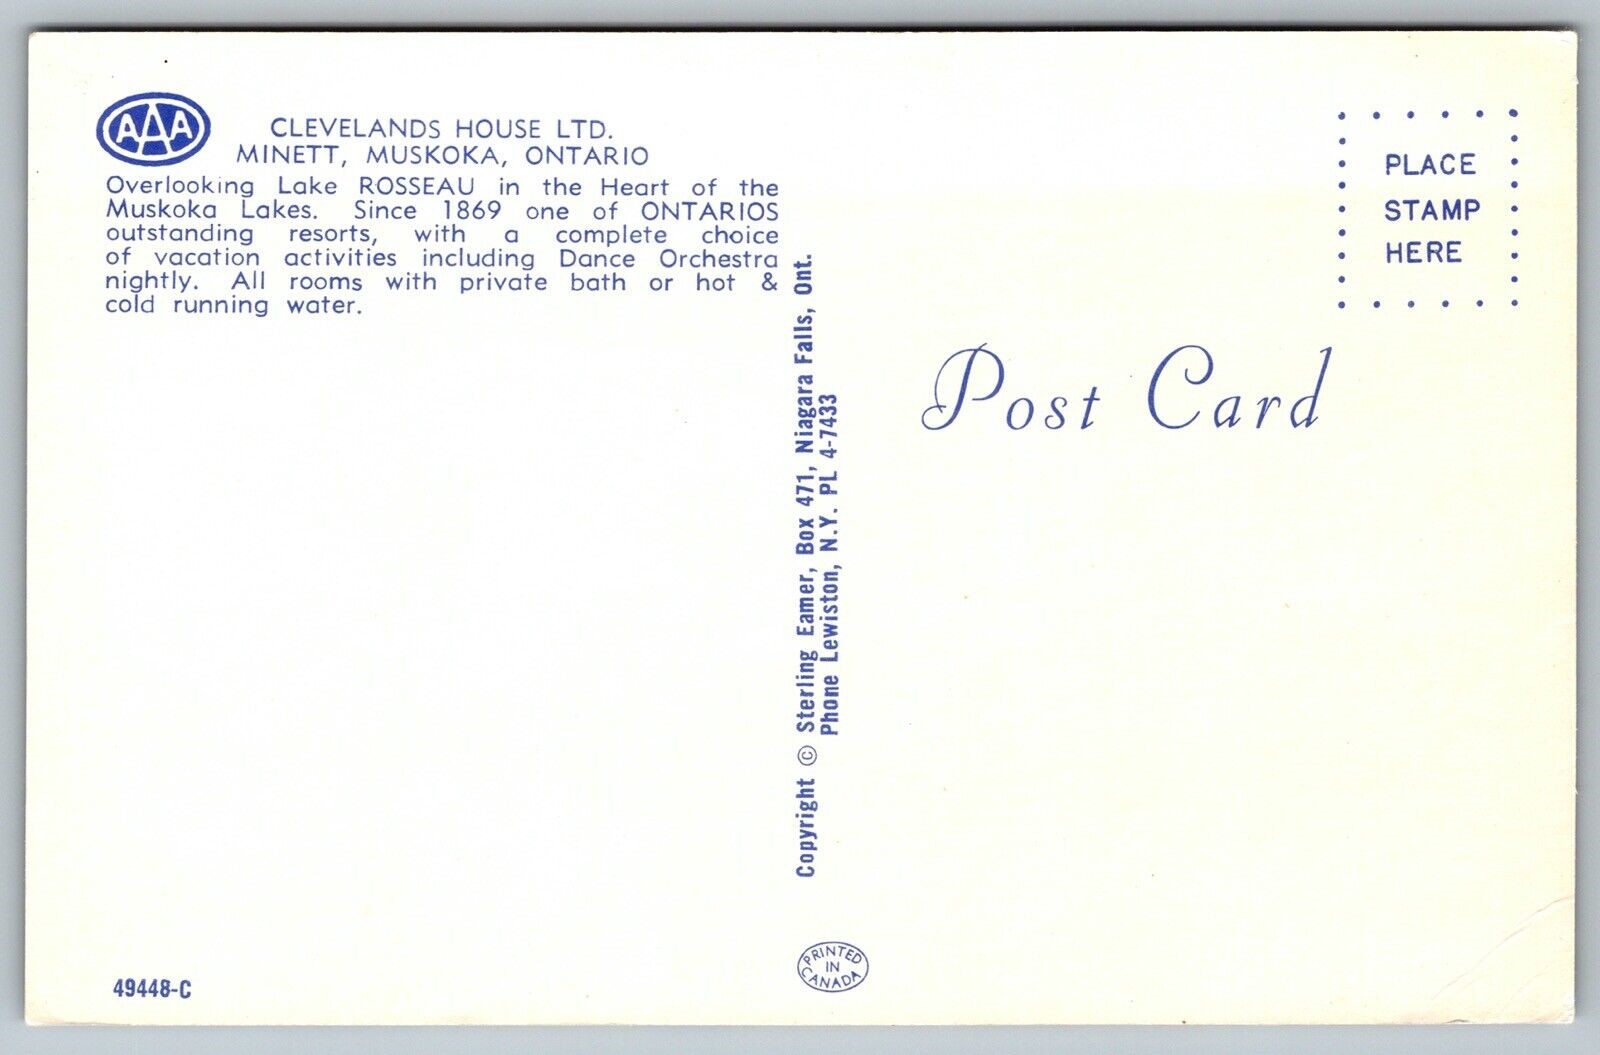 AAA
CLEVELANDS HOUSE LTD.
MINETT, MUSKOKA, ONTARIO
Overlooking Lake ROSSEAU in the Heart of the
Muskoka Lakes. Since 1869 one of ONTARIOS
outstanding resorts, with a complete choice
of vacation activities including Dance Orchestra
nightly. All rooms with private bath or hot &
cold running water.
49448-C
Copyright © Sterling Eamer, Box 471, Niagara Falls, Ont.
Phone Lewiston, N.Y. PL 4-7433
PRINTED
IN
CANADA
PLACE
STAMP
HERE
Post Card